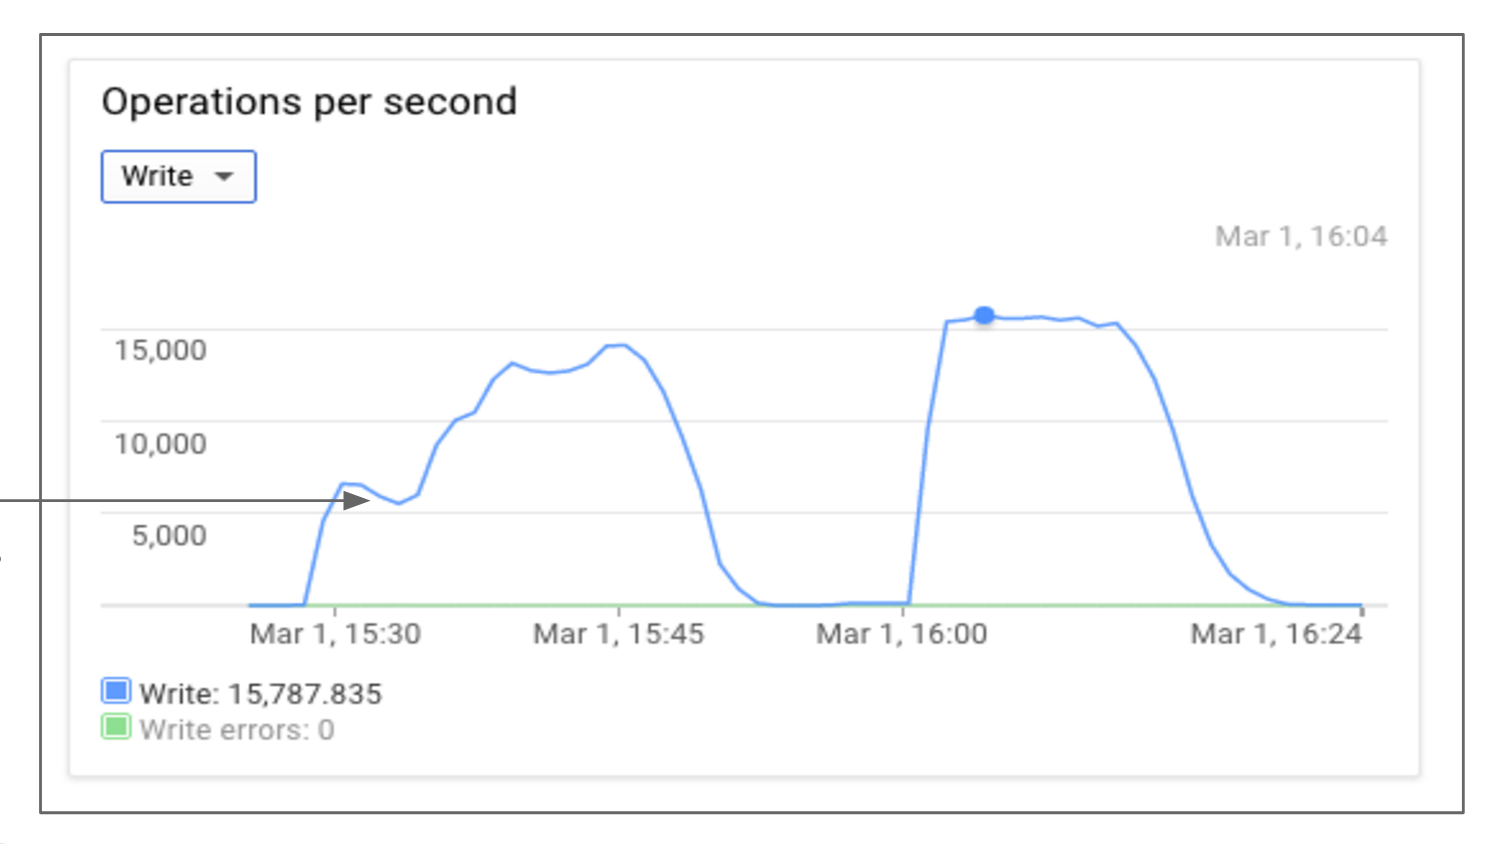 Operations per second
Write
Mar 1, 16:04
15,000
10,000
5,000
Mar 1, 15:30 Mar 1, 15:45 Mar 1, 16:00 Mar 1, 16:24
Write: 15,787.835
Write errors: 0